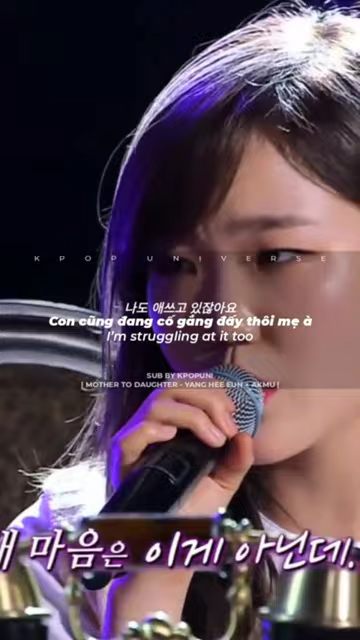 KPOP UNIVERSE
나도 애쓰고 있잖아요
Con cũng đang cố gắng đấy thôi mẹ à
I'm struggling at it too
SUB BY KPOPUNI
| MOTHER TO DAUGHTER - YANG HEE EUN + AKMU |
마음은 이게 아닌데.